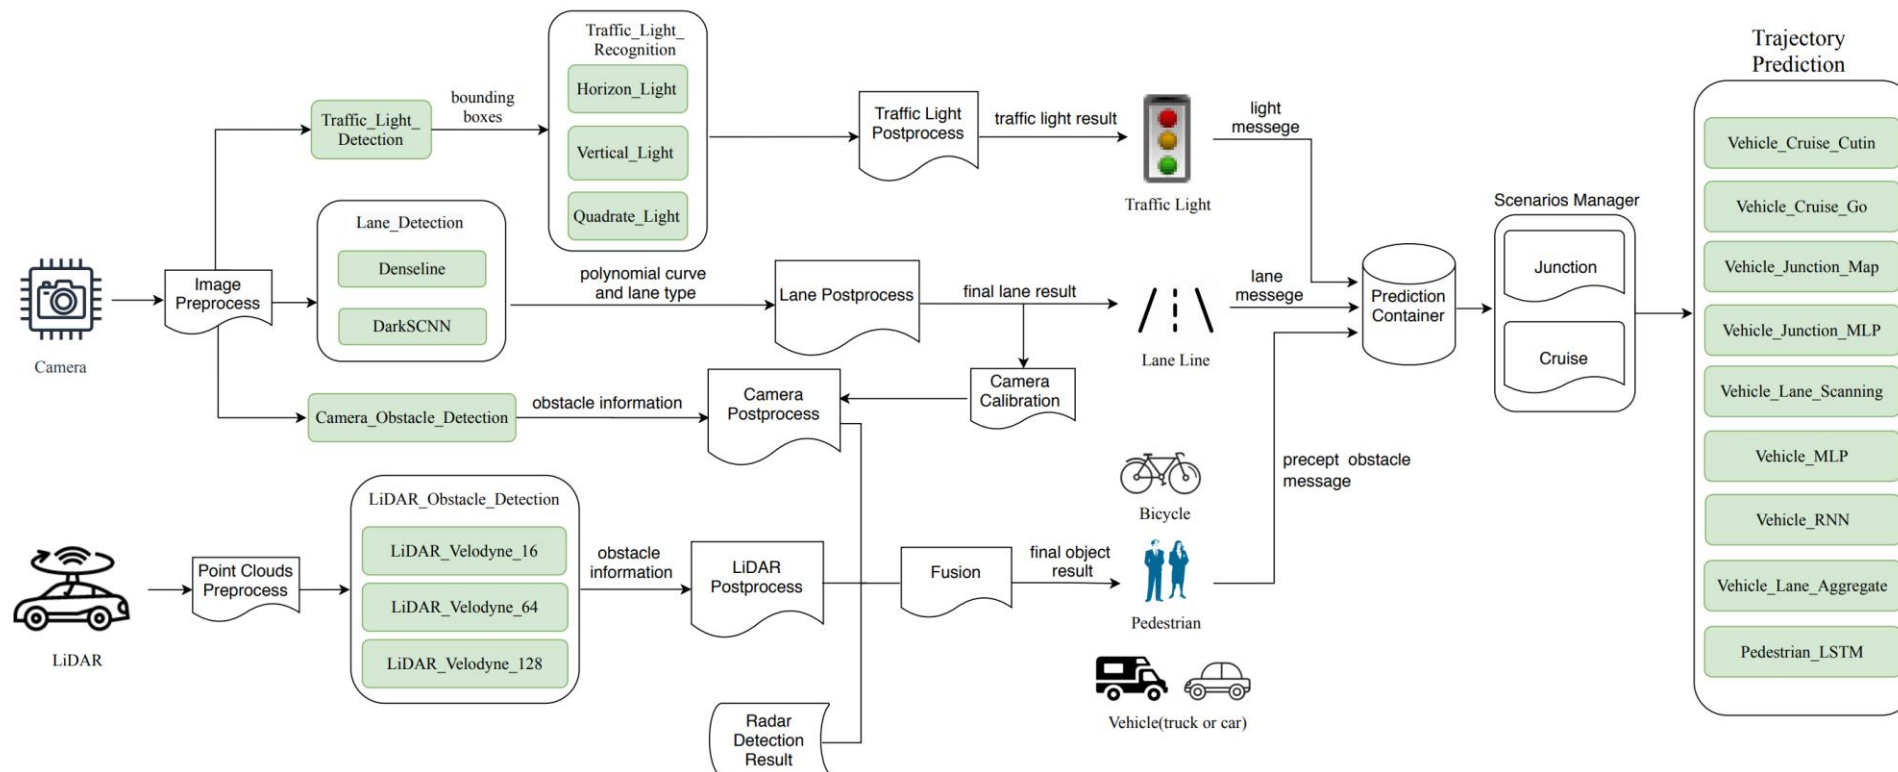 Camera
Image
Preprocess
Traffic_Light_
Detection
bounding
boxes
Traffic_Light_
Recognition
Horizon_Light
Vertical_Light
Quadrate_Light
Traffic Light
Postprocess
traffic light result
Traffic Light
light
messege
Lane_Detection
Denseline
DarkSCNN
polynomial curve
and lane type
Lane Postprocess
final lane result
Lane Line
lane
messege
Camera
Calibration
Camera_Obstacle_Detection
obstacle information
Camera
Postprocess
LiDAR
Point Clouds
Preprocess
LiDAR_Obstacle_Detection
LiDAR_Velodyne_16
LiDAR_Velodyne_64
LiDAR_Velodyne_128
obstacle
information
LiDAR
Postprocess
Radar
Detection
Result
Fusion
final object
result
Bicycle
Pedestrian
Vehicle(truck or car)
precept obstacle
message
Prediction
Container
Scenarios Manager
Junction
Cruise
Trajectory
Prediction
Vehicle_Cruise_Cutin
Vehicle_Cruise_Go
Vehicle_Junction_Map
Vehicle_Junction_MLP
Vehicle_Lane_Scanning
Vehicle_MLP
Vehicle_RNN
Vehicle_Lane_Aggregate
Pedestrian_LSTM